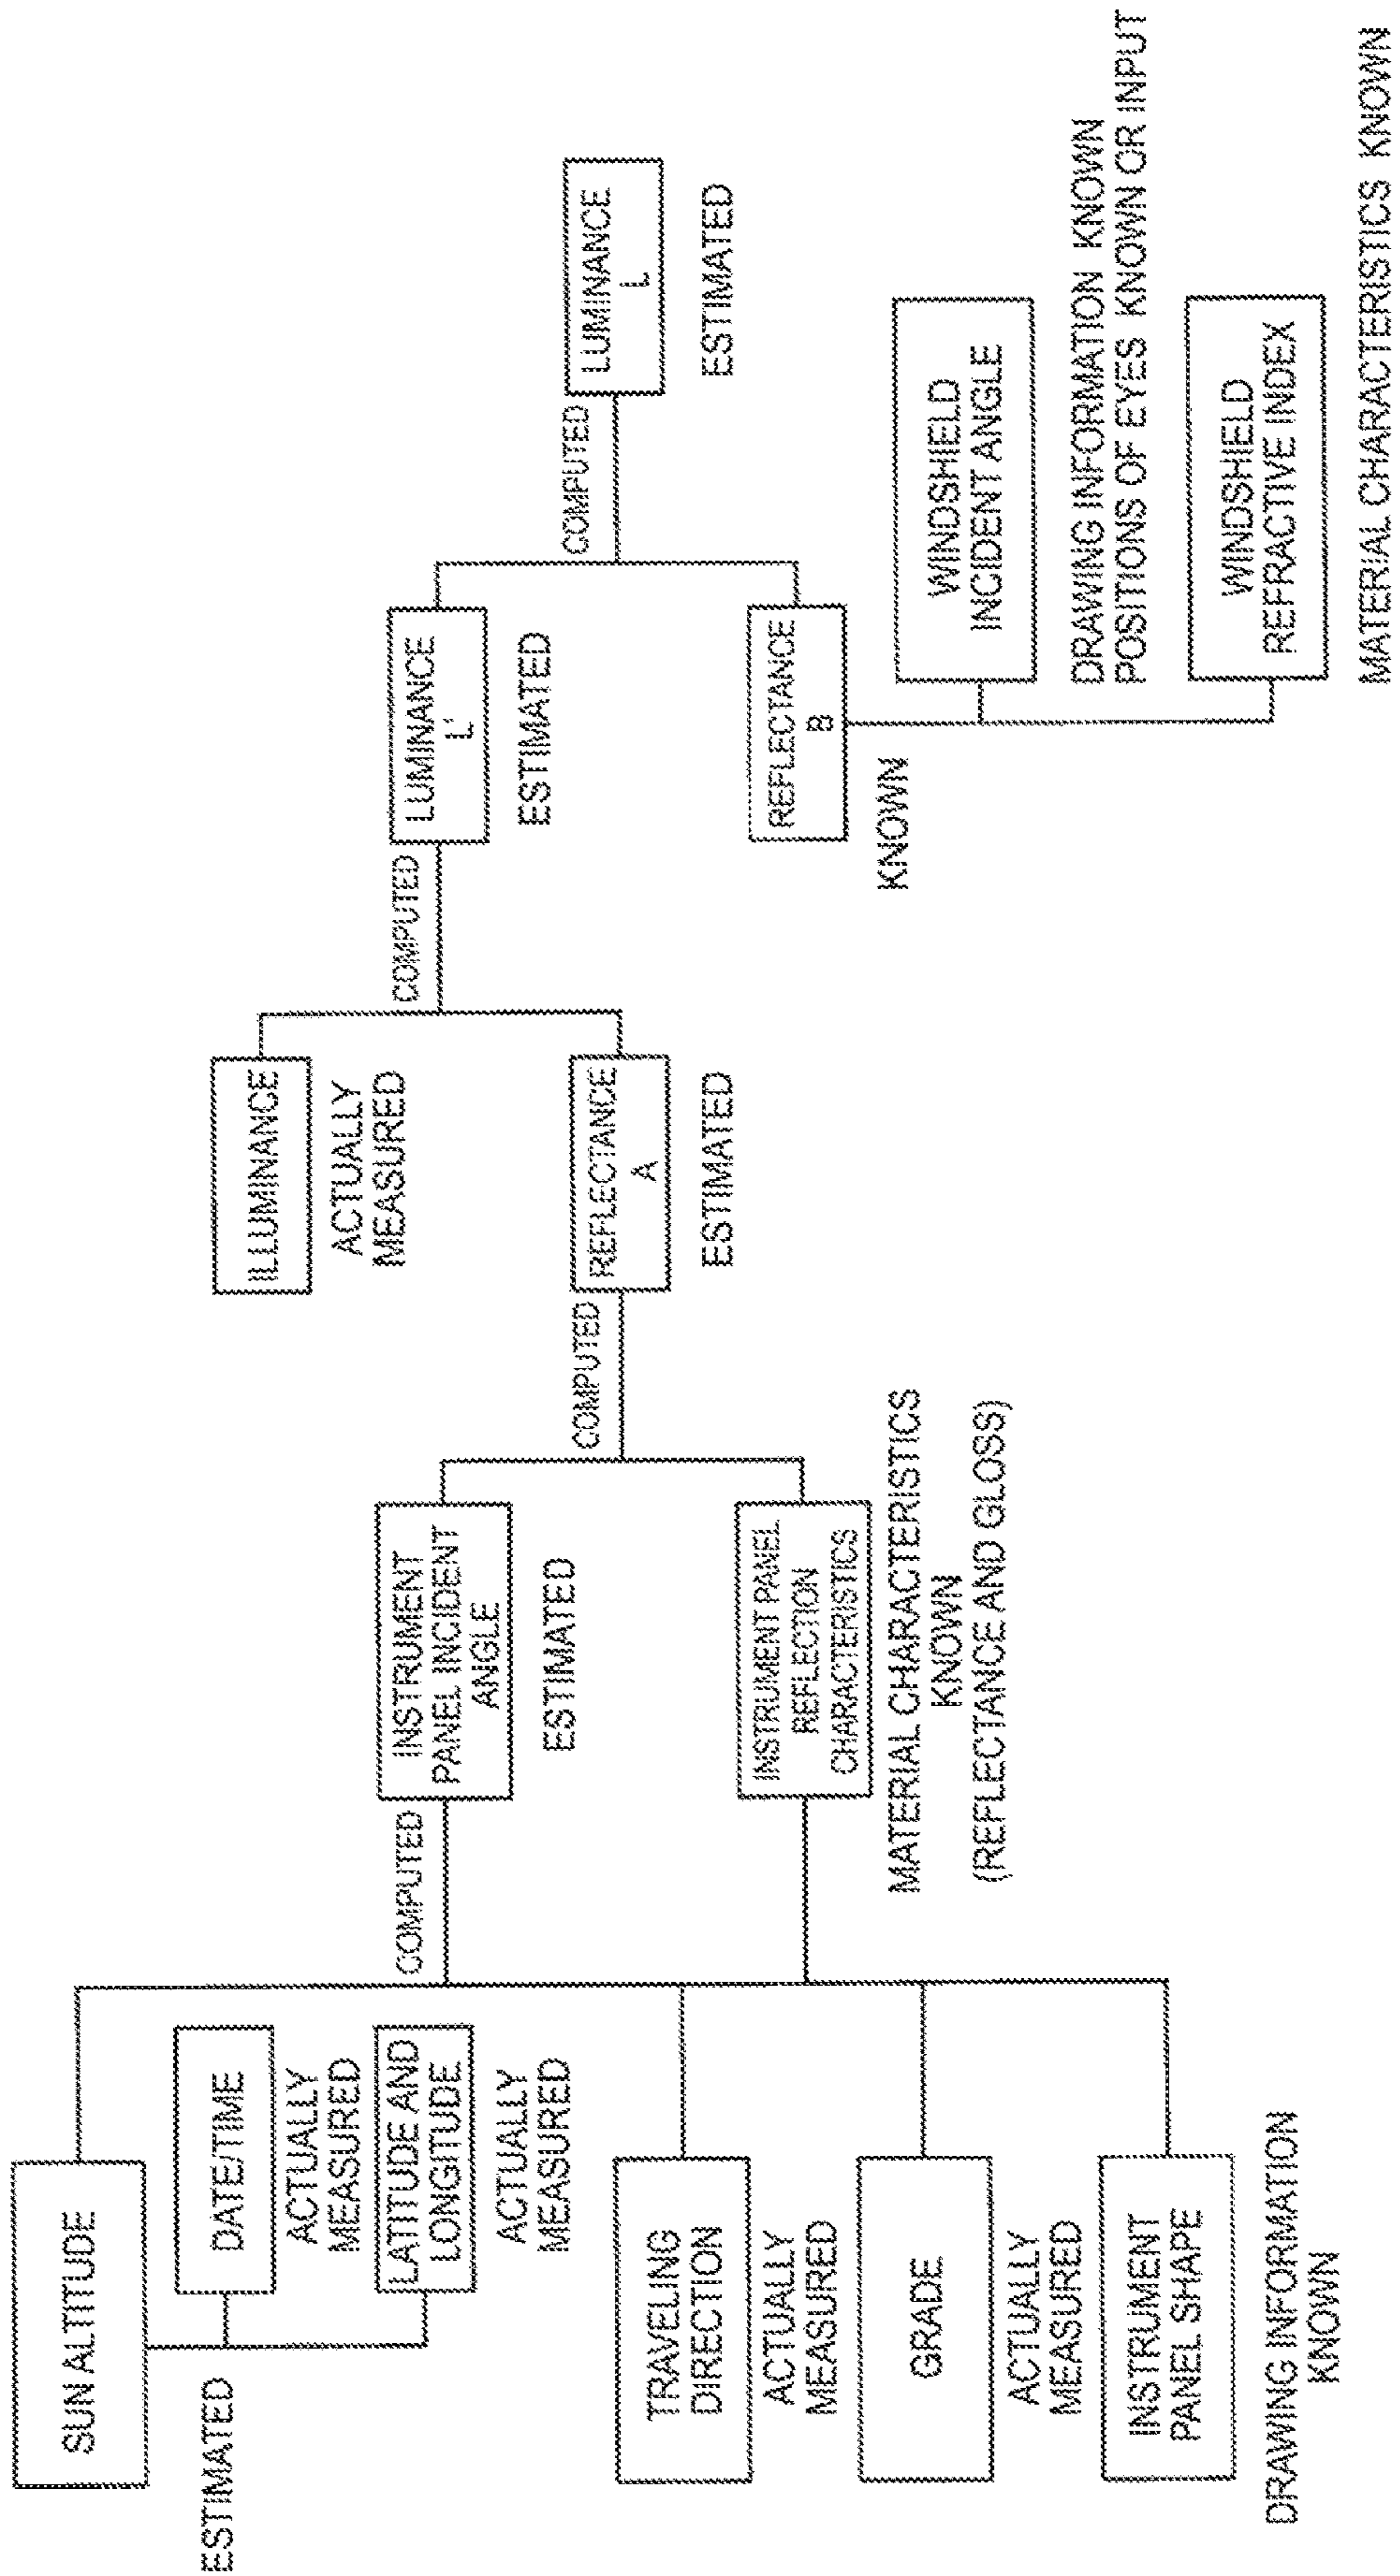 SUN ALTITUDE
ESTIMATED
DATE/TIME
ACTUALLY
MEASURED
LATITUDE AND
LONGITUDE
ACTUALLY
MEASURED
TRAVELING
DIRECTION
ACTUALLY
MEASURED
GRADE
ACTUALLY
MEASURED
INSTRUMENT
PANEL SHAPE
DRAWING INFORMATION
KNOWN
COMPUTED
INSTRUMENT
PANEL INCIDENT
ANGLE
ESTIMATED
INSTRUMENT PANEL
REFLECTION
CHARACTERISTICS
MATERIAL CHARACTERISTICS
KNOWN
(REFLECTANCE AND GLOSS)
COMPUTED
ILLUMINANCE
ACTUALLY
MEASURED
REFLECTANCE
A
ESTIMATED
COMPUTED
LUMINANCE
L'
ESTIMATED
REFLECTANCE
B
KNOWN
COMPUTED
LUMINANCE
L
ESTIMATED
WINDSHIELD
INCIDENT ANGLE
DRAWING INFORMATION KNOWN
POSITIONS OF EYES KNOWN OR INPUT
WINDSHIELD
REFRACTIVE INDEX
MATERIAL CHARACTERISTICS KNOWN